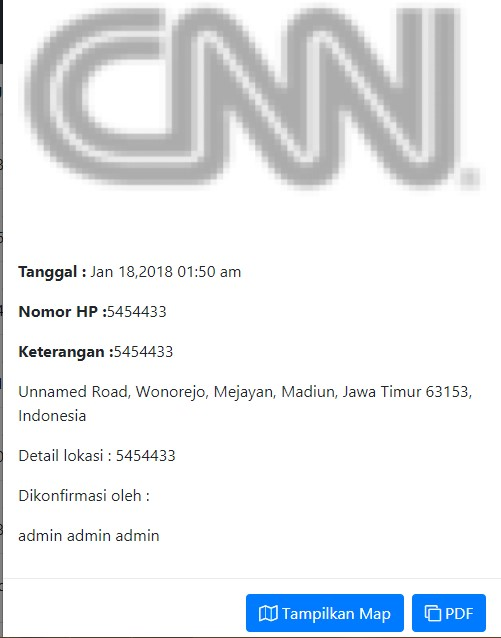 CNN.
Tanggal : Jan 18,2018 01:50 am
Nomor HP :5454433
Keterangan :5454433
Unnamed Road, Wonorejo, Mejayan, Madiun, Jawa Timur 63153,
Indonesia
Detail lokasi : 5454433
Dikonfirmasi oleh :
admin admin admin
Tampilkan Map
PDF